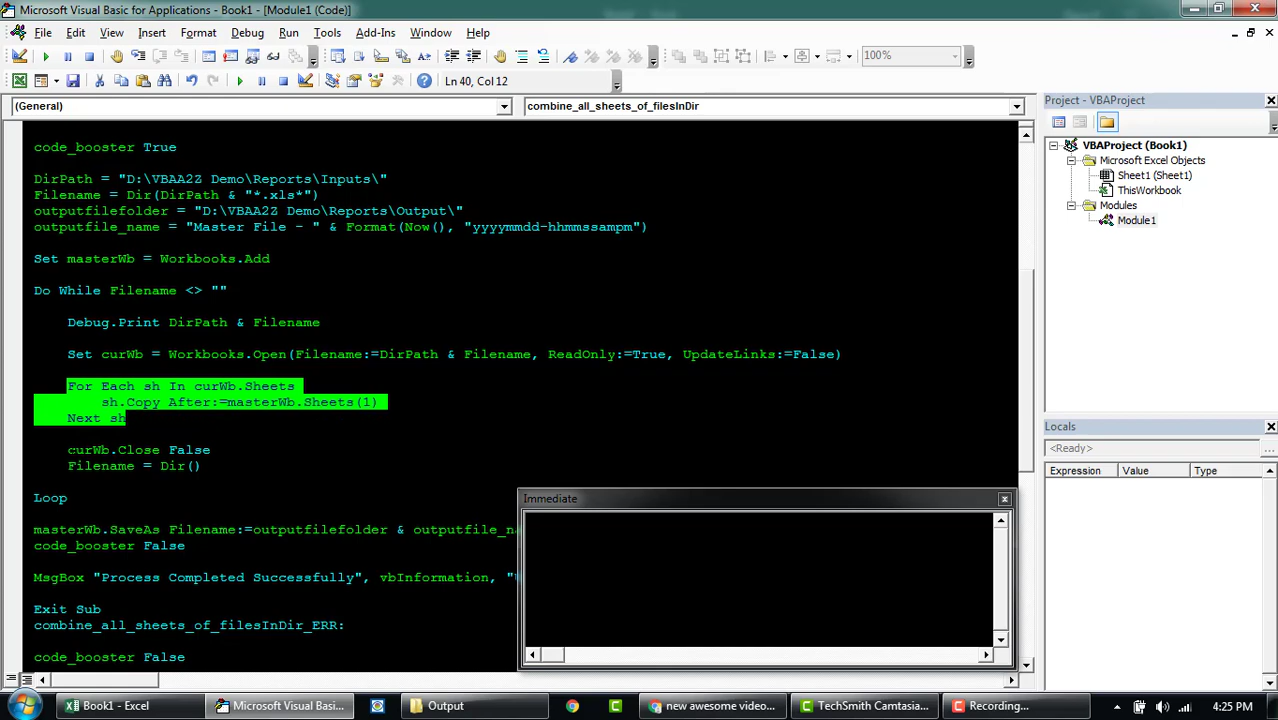 Microsoft Visual Basic for Applications - Book1 - [Module1 (Code)]
File Edit View Insert Format Debug Run Tools Add-Ins Window Help
100%
Ln 40, Col 12
(General) combine_all_sheets_of_filesInDir
code_booster True
DirPath = "D:\VBAA2Z Demo\Reports\Inputs\"
Filename = Dir(DirPath & "*.xls*")
outputfilefolder = "D:\VBAA2Z Demo\Reports\Output\"
outputfile_name = "Master File - " & Format(Now(), "yyyymmdd-hhmmssampm")
Set masterWb = Workbooks.Add
Do While Filename <> ""
Debug.Print DirPath & Filename
Set curWb = Workbooks.Open(Filename:=DirPath & Filename, ReadOnly:=True, UpdateLinks:=False)
For Each sh In curWb.Sheets
sh.Copy After:=masterWb.Sheets(1)
Next sh
curWb.Close False
Filename = Dir()
Loop
masterWb.SaveAs Filename:=outputfilefolder & outputfile_n
code_booster False
MsgBox "Process Completed Successfully", vbInformation, "
Exit Sub
combine_all_sheets_of_filesInDir_ERR:
code_booster False
Immediate
Project - VBAProject
VBAProject (Book1)
Microsoft Excel Objects
Sheet1 (Sheet1)
ThisWorkbook
Modules
Module1
Locals
<Ready>
...
Expression Value Type
Book1 - Excel
Microsoft Visual Basi...
Output
new awesome video...
TechSmith Camtasia...
Recording...
4:25 PM